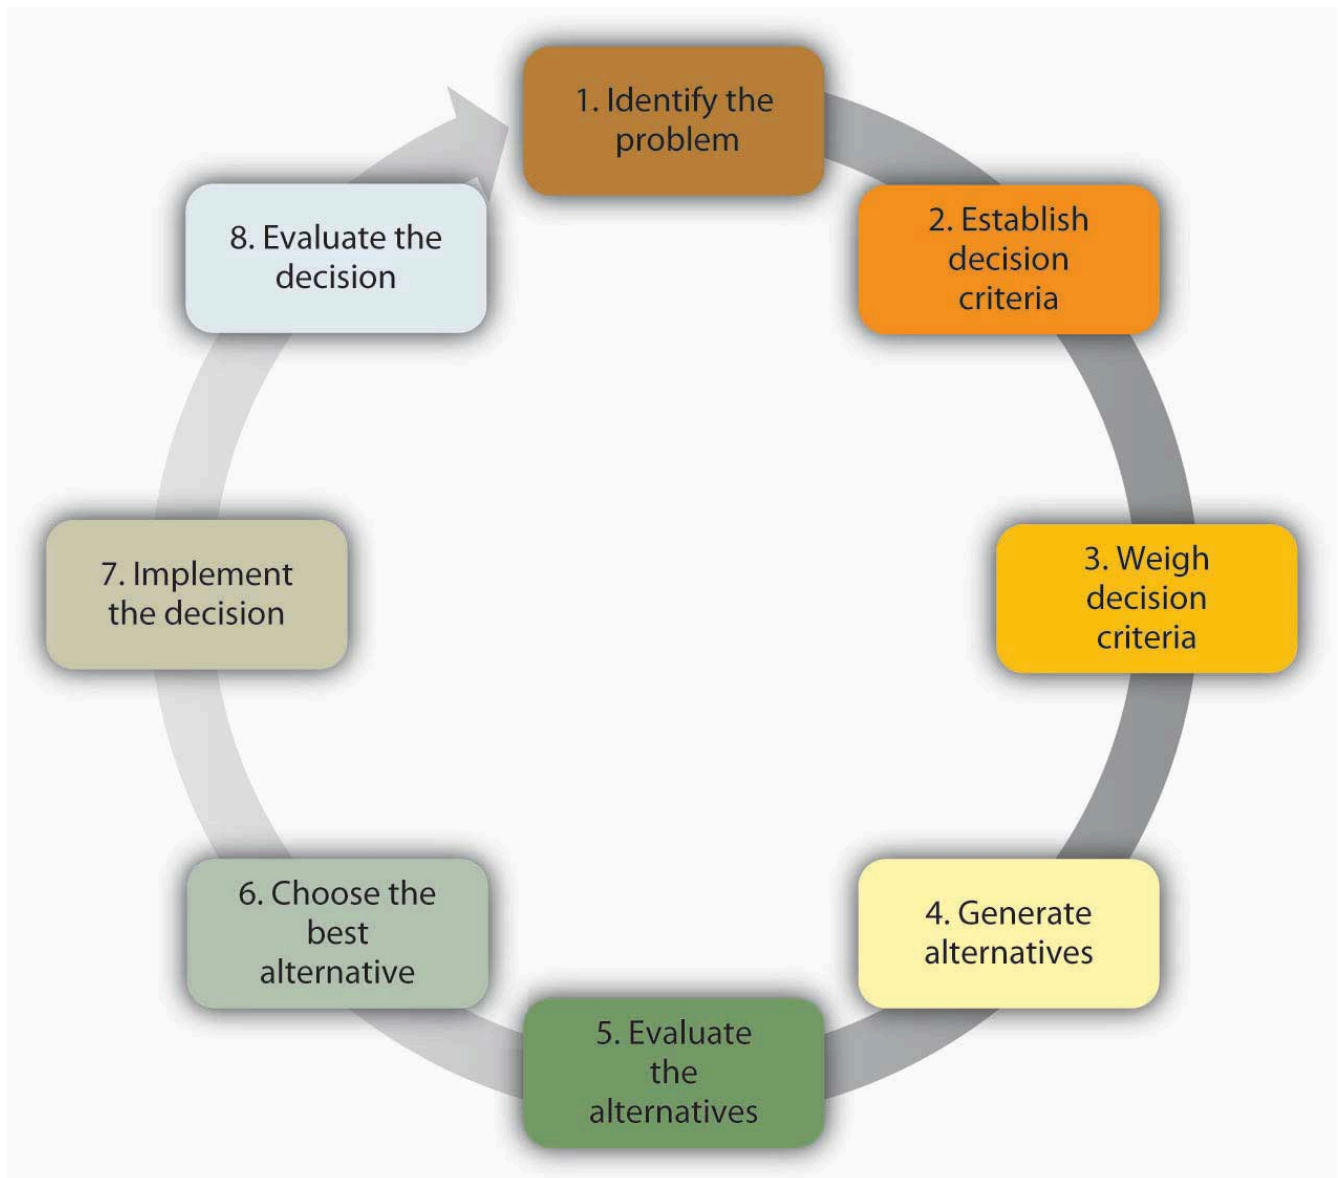 1. Identify the
problem
2. Establish
decision
criteria
3. Weigh
decision
criteria
4. Generate
alternatives
5. Evaluate
the
alternatives
6. Choose the
best
alternative
7. Implement
the decision
8. Evaluate the
decision